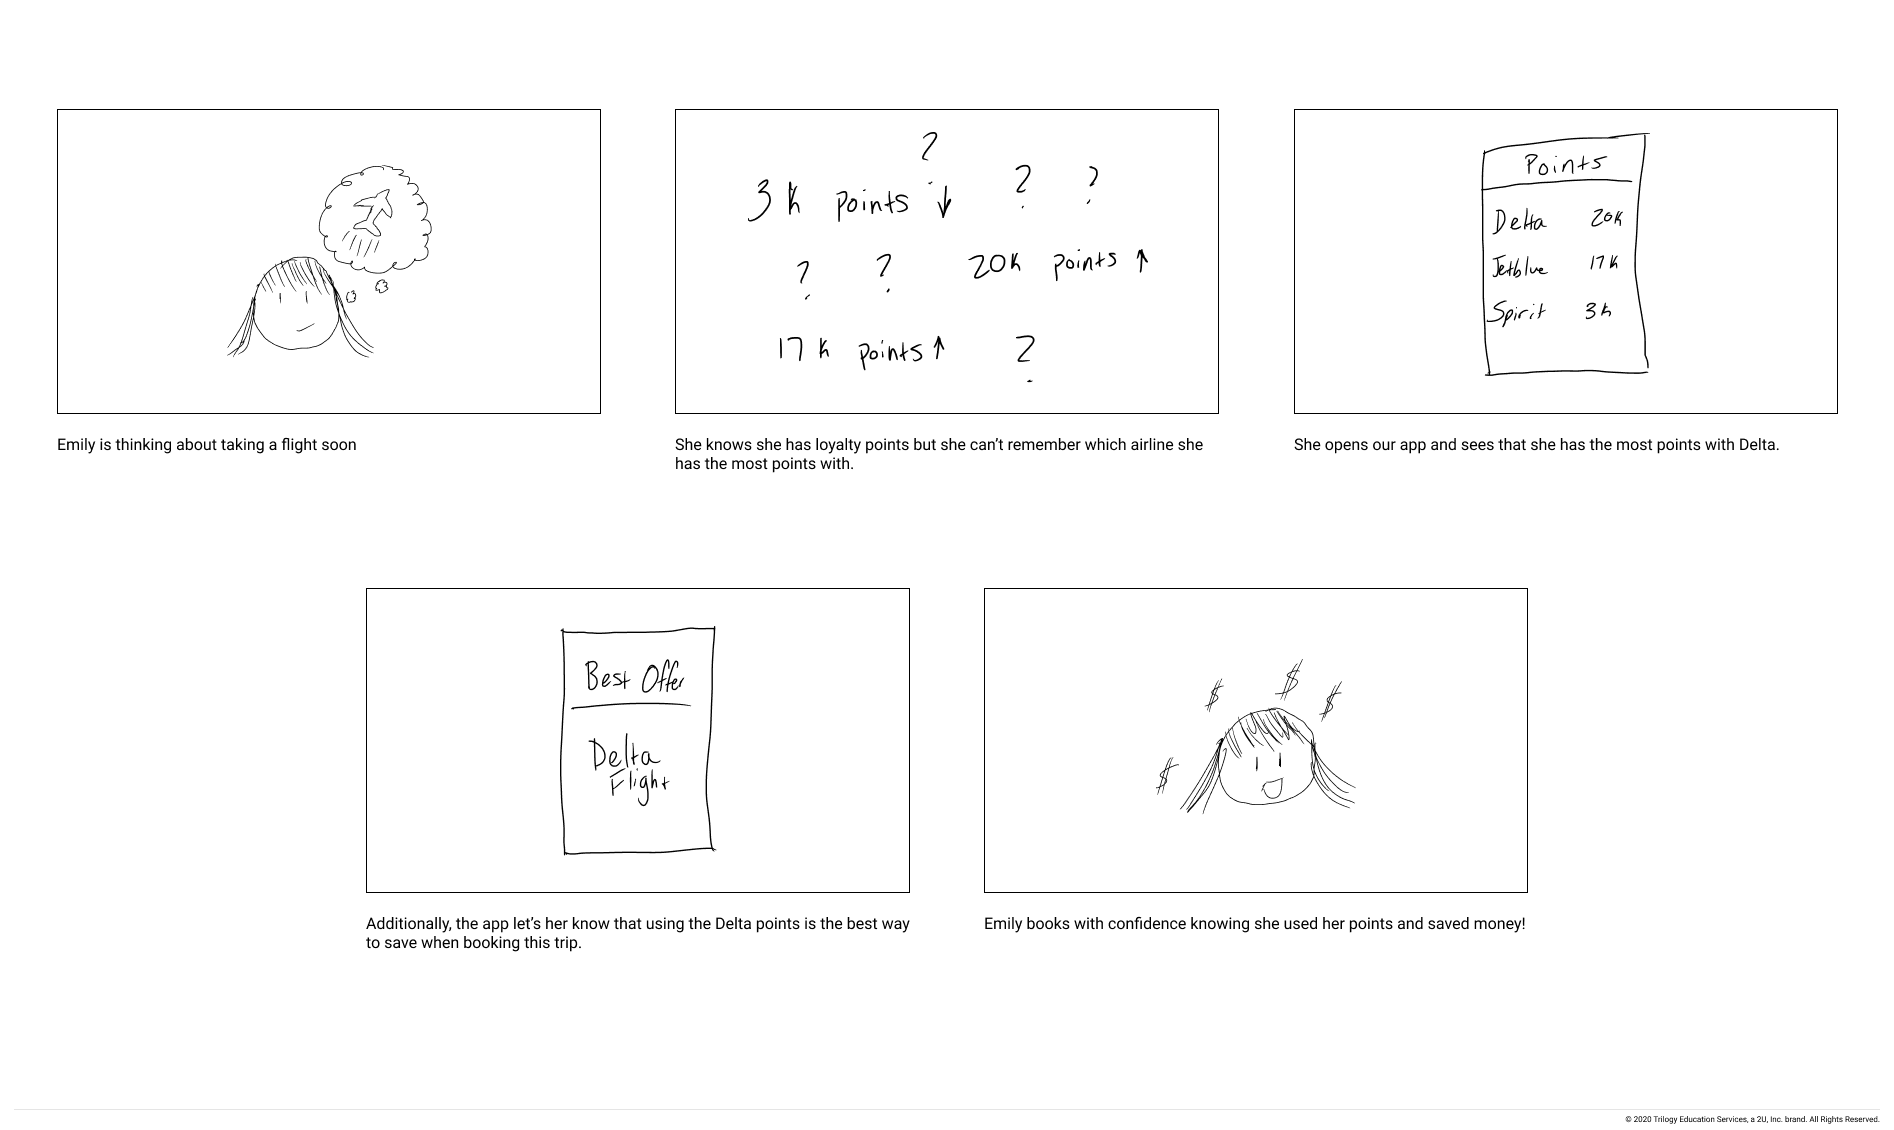 ?
3k points ↓ ? ?
? ? 20k points ↑
17k points ↑ ?
Points
Delta 20k
Jetblue 17k
Spirit 3k
Emily is thinking about taking a flight soon
She knows she has loyalty points but she can’t remember which airline she
has the most points with.
She opens our app and sees that she has the most points with Delta.
Best Offer
Delta
Flight
$ $ $
$
Additionally, the app let’s her know that using the Delta points is the best way
to save when booking this trip.
Emily books with confidence knowing she used her points and saved money!
© 2020 Trilogy Education Services, a 2U, Inc. brand. All Rights Reserved.